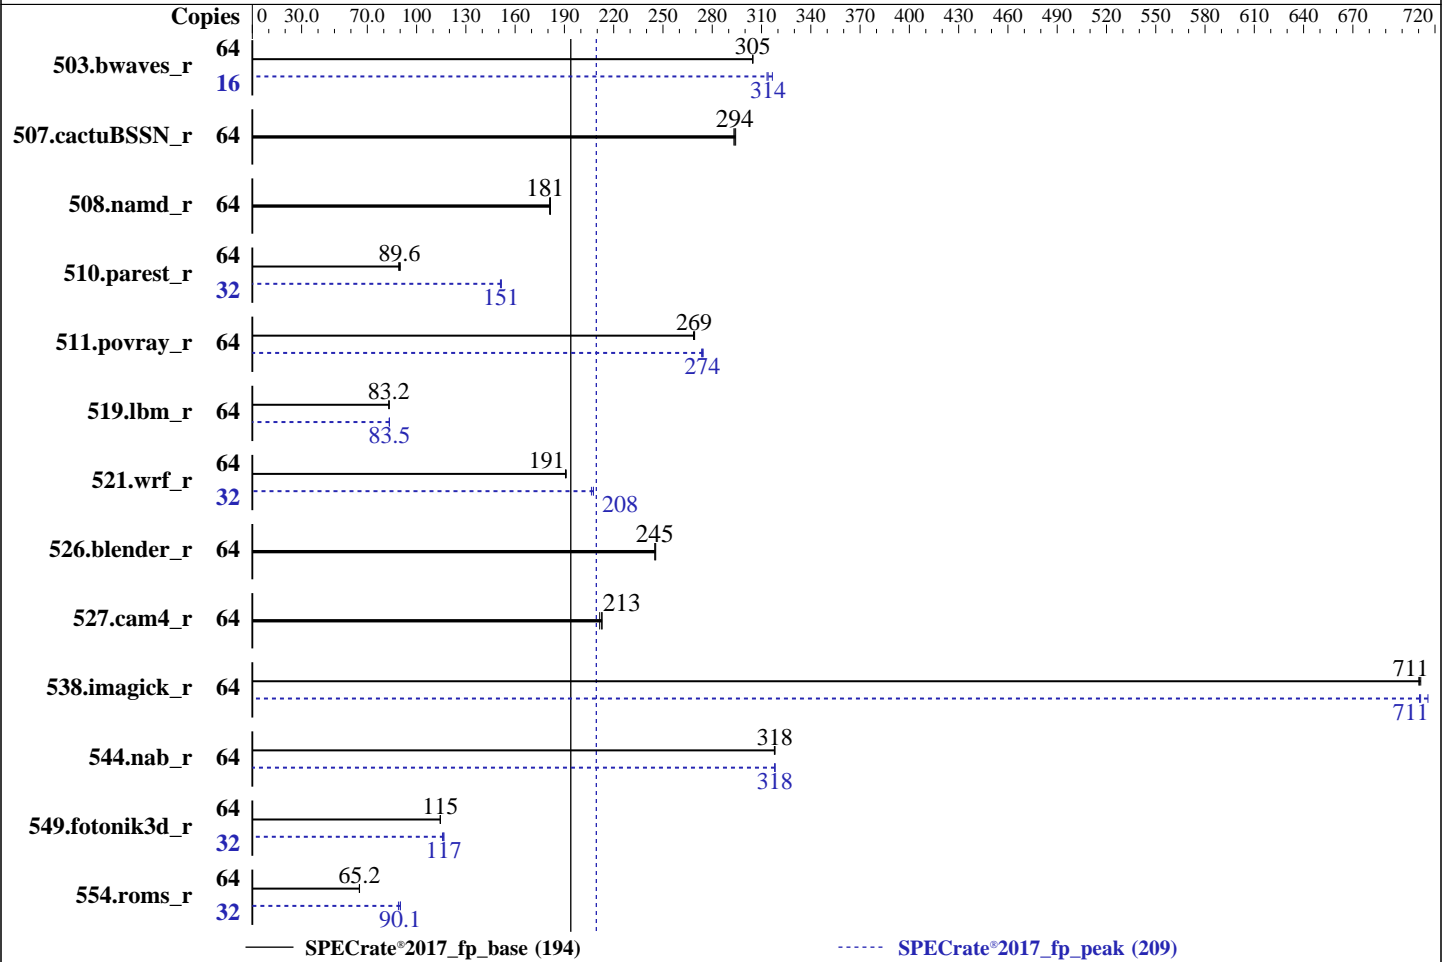 Copies 0 30.0 70.0 100 130 160 190 220 250 280 310 340 370 400 430 460 490 520 550 580 610 640 670 720
503.bwaves_r 64 305
16 314
507.cactuBSSN_r 64 294
508.namd_r 64 181
510.parest_r 64 89.6
32 151
511.povray_r 64 269
274
519.lbm_r 64 83.2
83.5
521.wrf_r 64 191
32 208
526.blender_r 64 245
527.cam4_r 64 213
538.imagick_r 64 711
711
544.nab_r 64 318
318
549.fotonik3d_r 64 115
32 117
554.roms_r 64 65.2
32 90.1
SPECrate®2017_fp_base (194) SPECrate®2017_fp_peak (209)